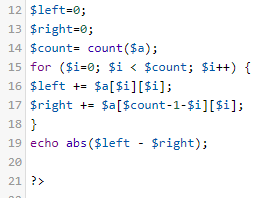 12 $left=0;
13 $right=0;
14 $count= count($a);
15 for ($i=0; $i < $count; $i++) {
16 $left += $a[$i][$i];
17 $right += $a[$count-1-$i][$i];
18 }
19 echo abs($left - $right);
20
21 ?>